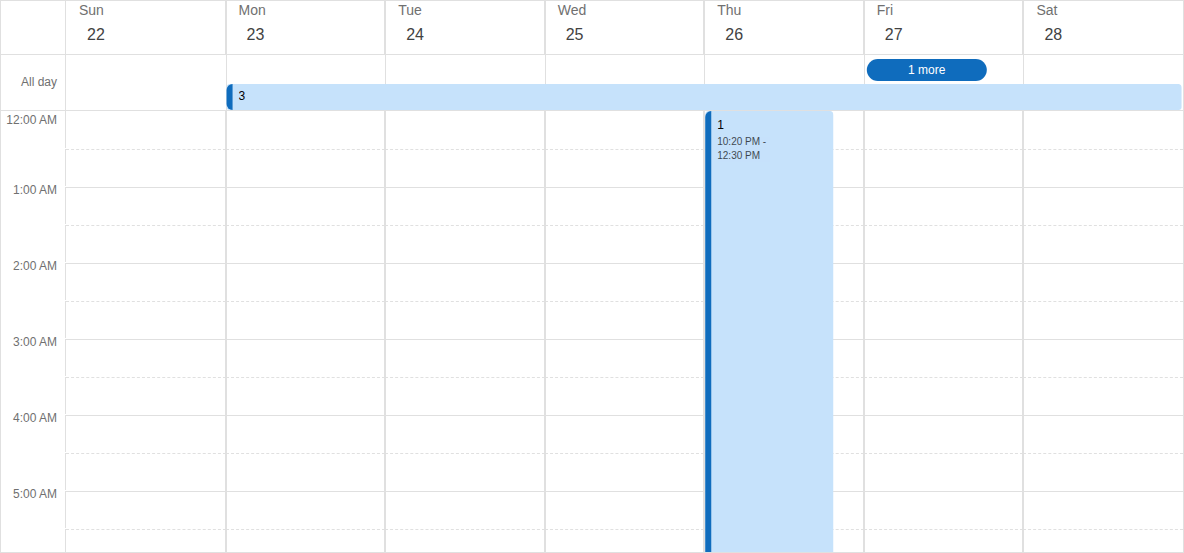 Sun Mon Tue Wed Thu Fri Sat
22 23 24 25 26 27 28
1 more
All day
3
12:00 AM
1
10:20 PM -
12:30 PM
1:00 AM
2:00 AM
3:00 AM
4:00 AM
5:00 AM